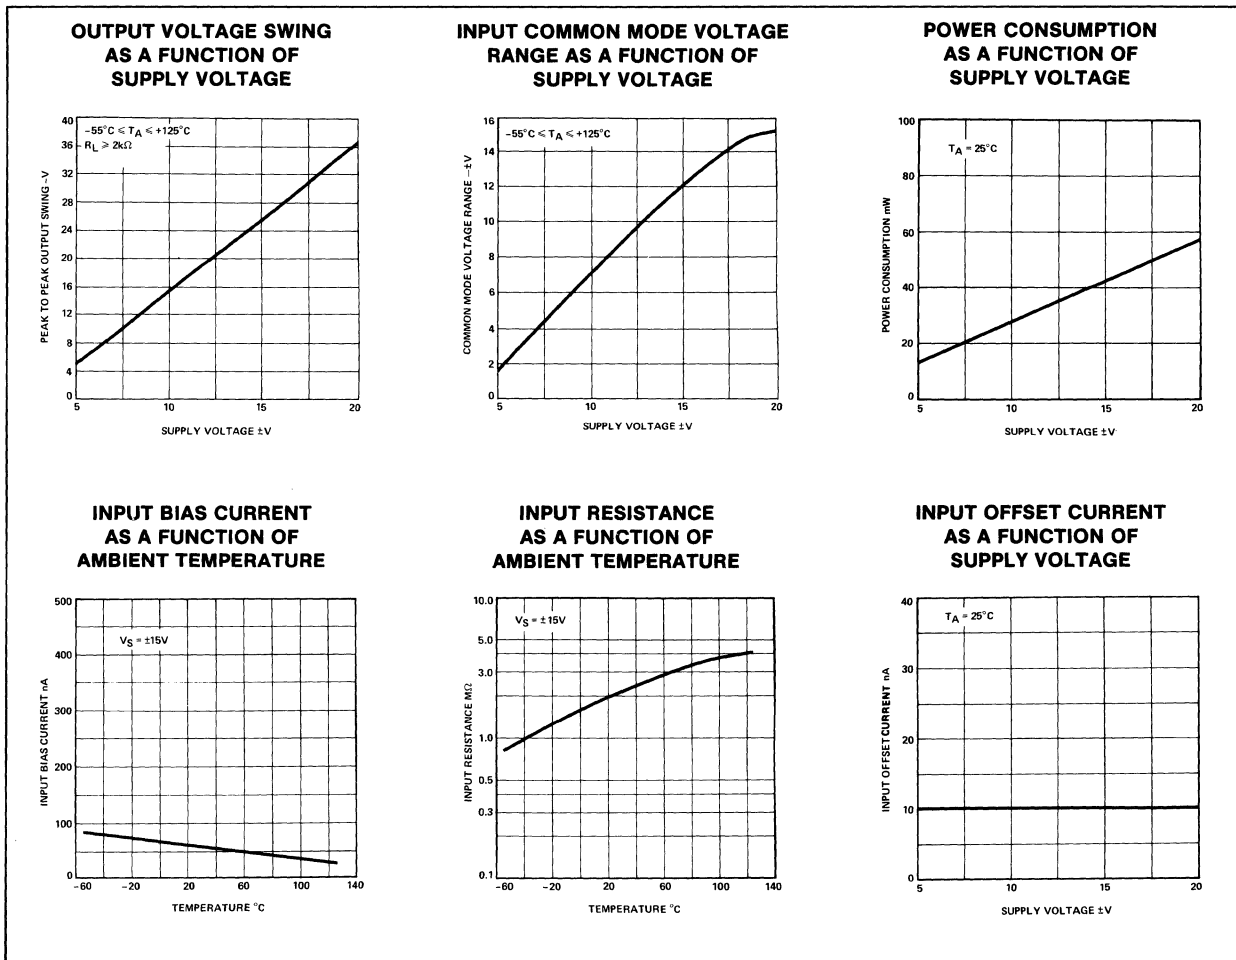 OUTPUT VOLTAGE SWING
AS A FUNCTION OF
SUPPLY VOLTAGE
40
36
32
28
24
20
16
12
8
4
0
PEAK TO PEAK OUTPUT SWING –V
−55°C ≤ TA ≤ +125°C
RL ≥ 2kΩ
5
10
15
20
SUPPLY VOLTAGE ±V
INPUT COMMON MODE VOLTAGE
RANGE AS A FUNCTION OF
SUPPLY VOLTAGE
16
14
12
10
8
6
4
2
0
COMMON MODE VOLTAGE RANGE –±V
−55°C ≤ TA ≤ +125°C
5
10
15
20
SUPPLY VOLTAGE ±V
POWER CONSUMPTION
AS A FUNCTION OF
SUPPLY VOLTAGE
100
80
60
40
20
0
POWER CONSUMPTION mW
TA = 25°C
5
10
15
20
SUPPLY VOLTAGE ±V
INPUT BIAS CURRENT
AS A FUNCTION OF
AMBIENT TEMPERATURE
500
400
300
200
100
0
INPUT BIAS CURRENT nA
VS = ±15V
−60
−20
20
60
100
140
TEMPERATURE °C
INPUT RESISTANCE
AS A FUNCTION OF
AMBIENT TEMPERATURE
10.0
5.0
3.0
1.0
0.5
0.3
0.1
INPUT RESISTANCE MΩ
VS = ±15V
−60
−20
20
60
100
140
TEMPERATURE °C
INPUT OFFSET CURRENT
AS A FUNCTION OF
SUPPLY VOLTAGE
40
30
20
10
0
INPUT OFFSET CURRENT nA
TA = 25°C
5
10
15
20
SUPPLY VOLTAGE ±V